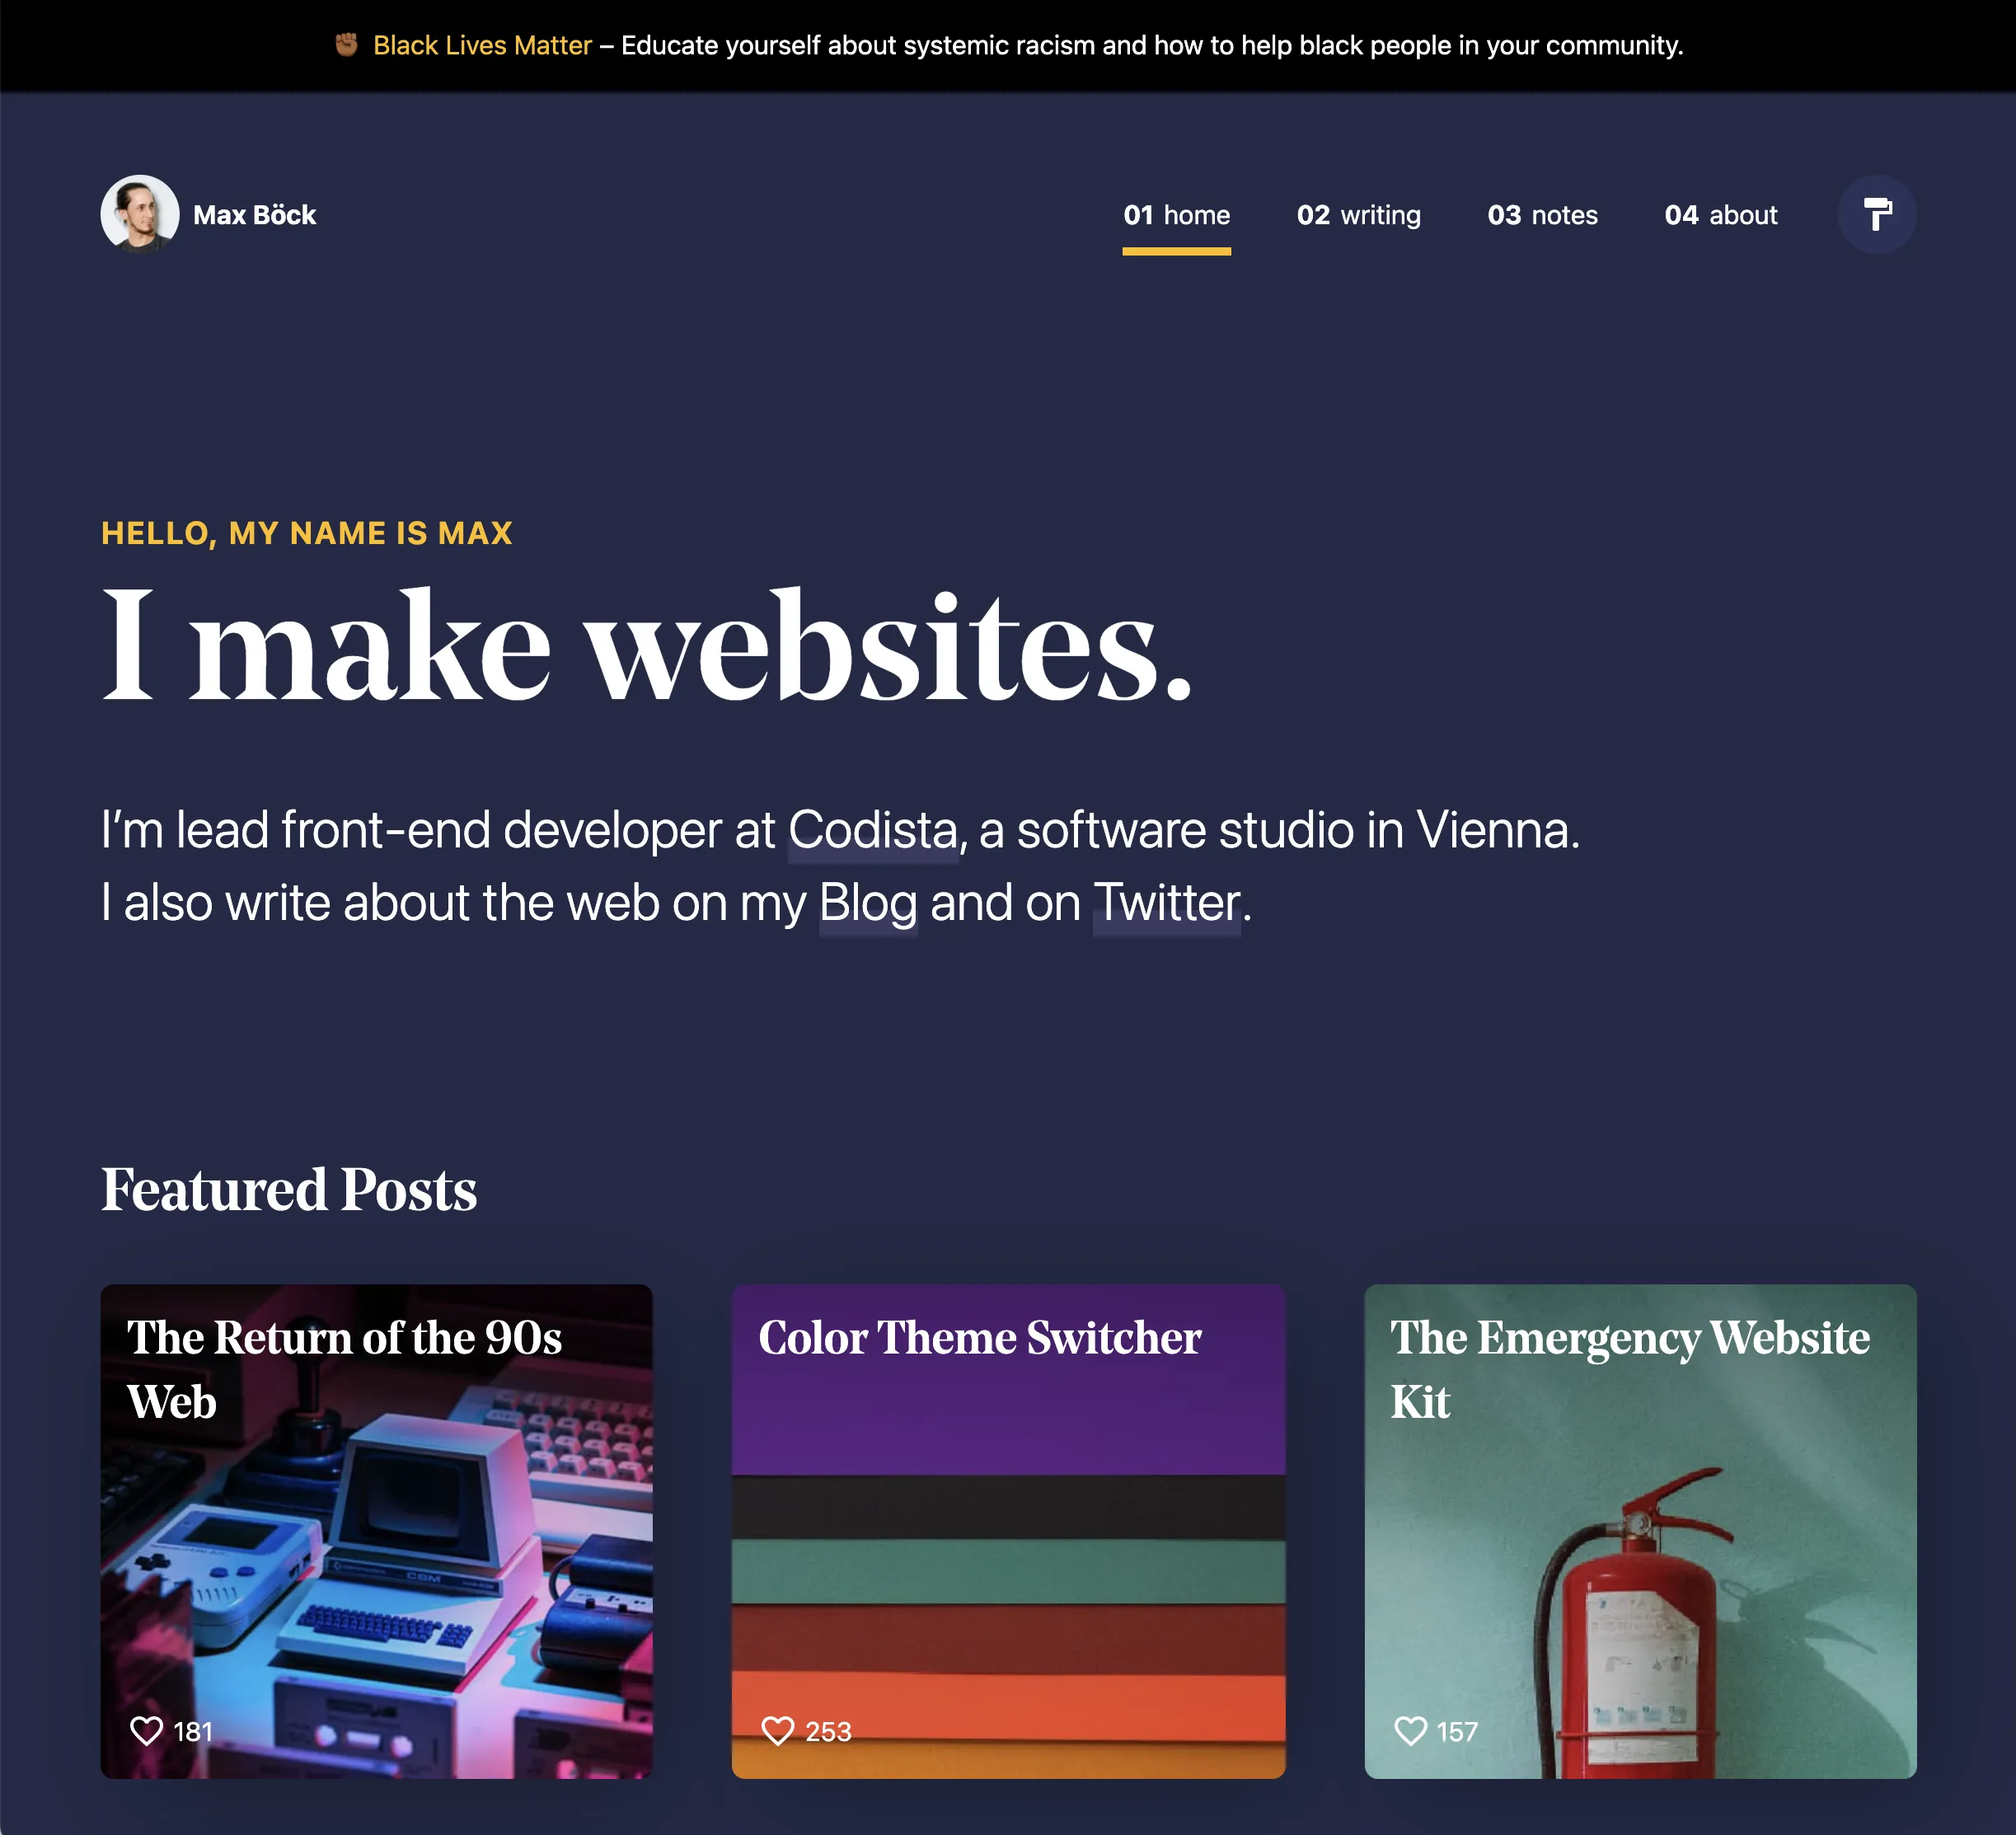 ✊🏾 Black Lives Matter – Educate yourself about systemic racism and how to help black people in your community.
Max Böck
01 home 02 writing 03 notes 04 about
HELLO, MY NAME IS MAX
I make websites.
I’m lead front-end developer at Codista, a software studio in Vienna.
I also write about the web on my Blog and on Twitter.
Featured Posts
The Return of the 90s
Web
CBM
181
Color Theme Switcher
253
The Emergency Website
Kit
157